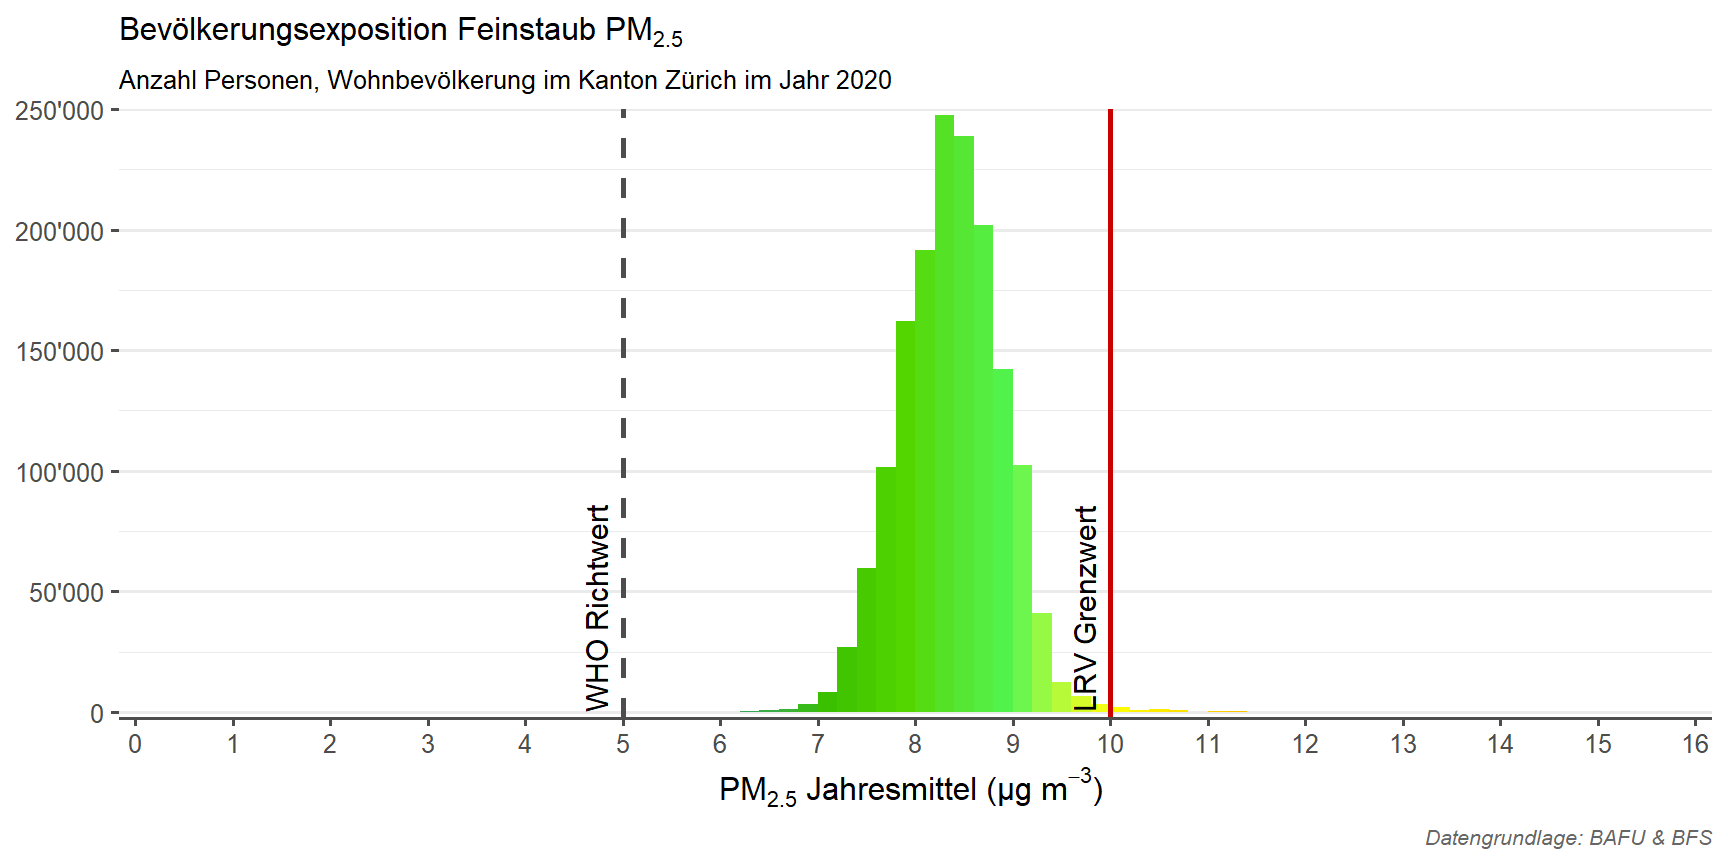 Bevölkerungsexposition Feinstaub PM2.5
Anzahl Personen, Wohnbevölkerung im Kanton Zürich im Jahr 2020
250'000
200'000
150'000
100'000
50'000
0
WHO Richtwert
LRV Grenzwert
0 1 2 3 4 5 6 7 8 9 10 11 12 13 14 15 16
PM2.5 Jahresmittel (µg m−3)
Datengrundlage: BAFU & BFS